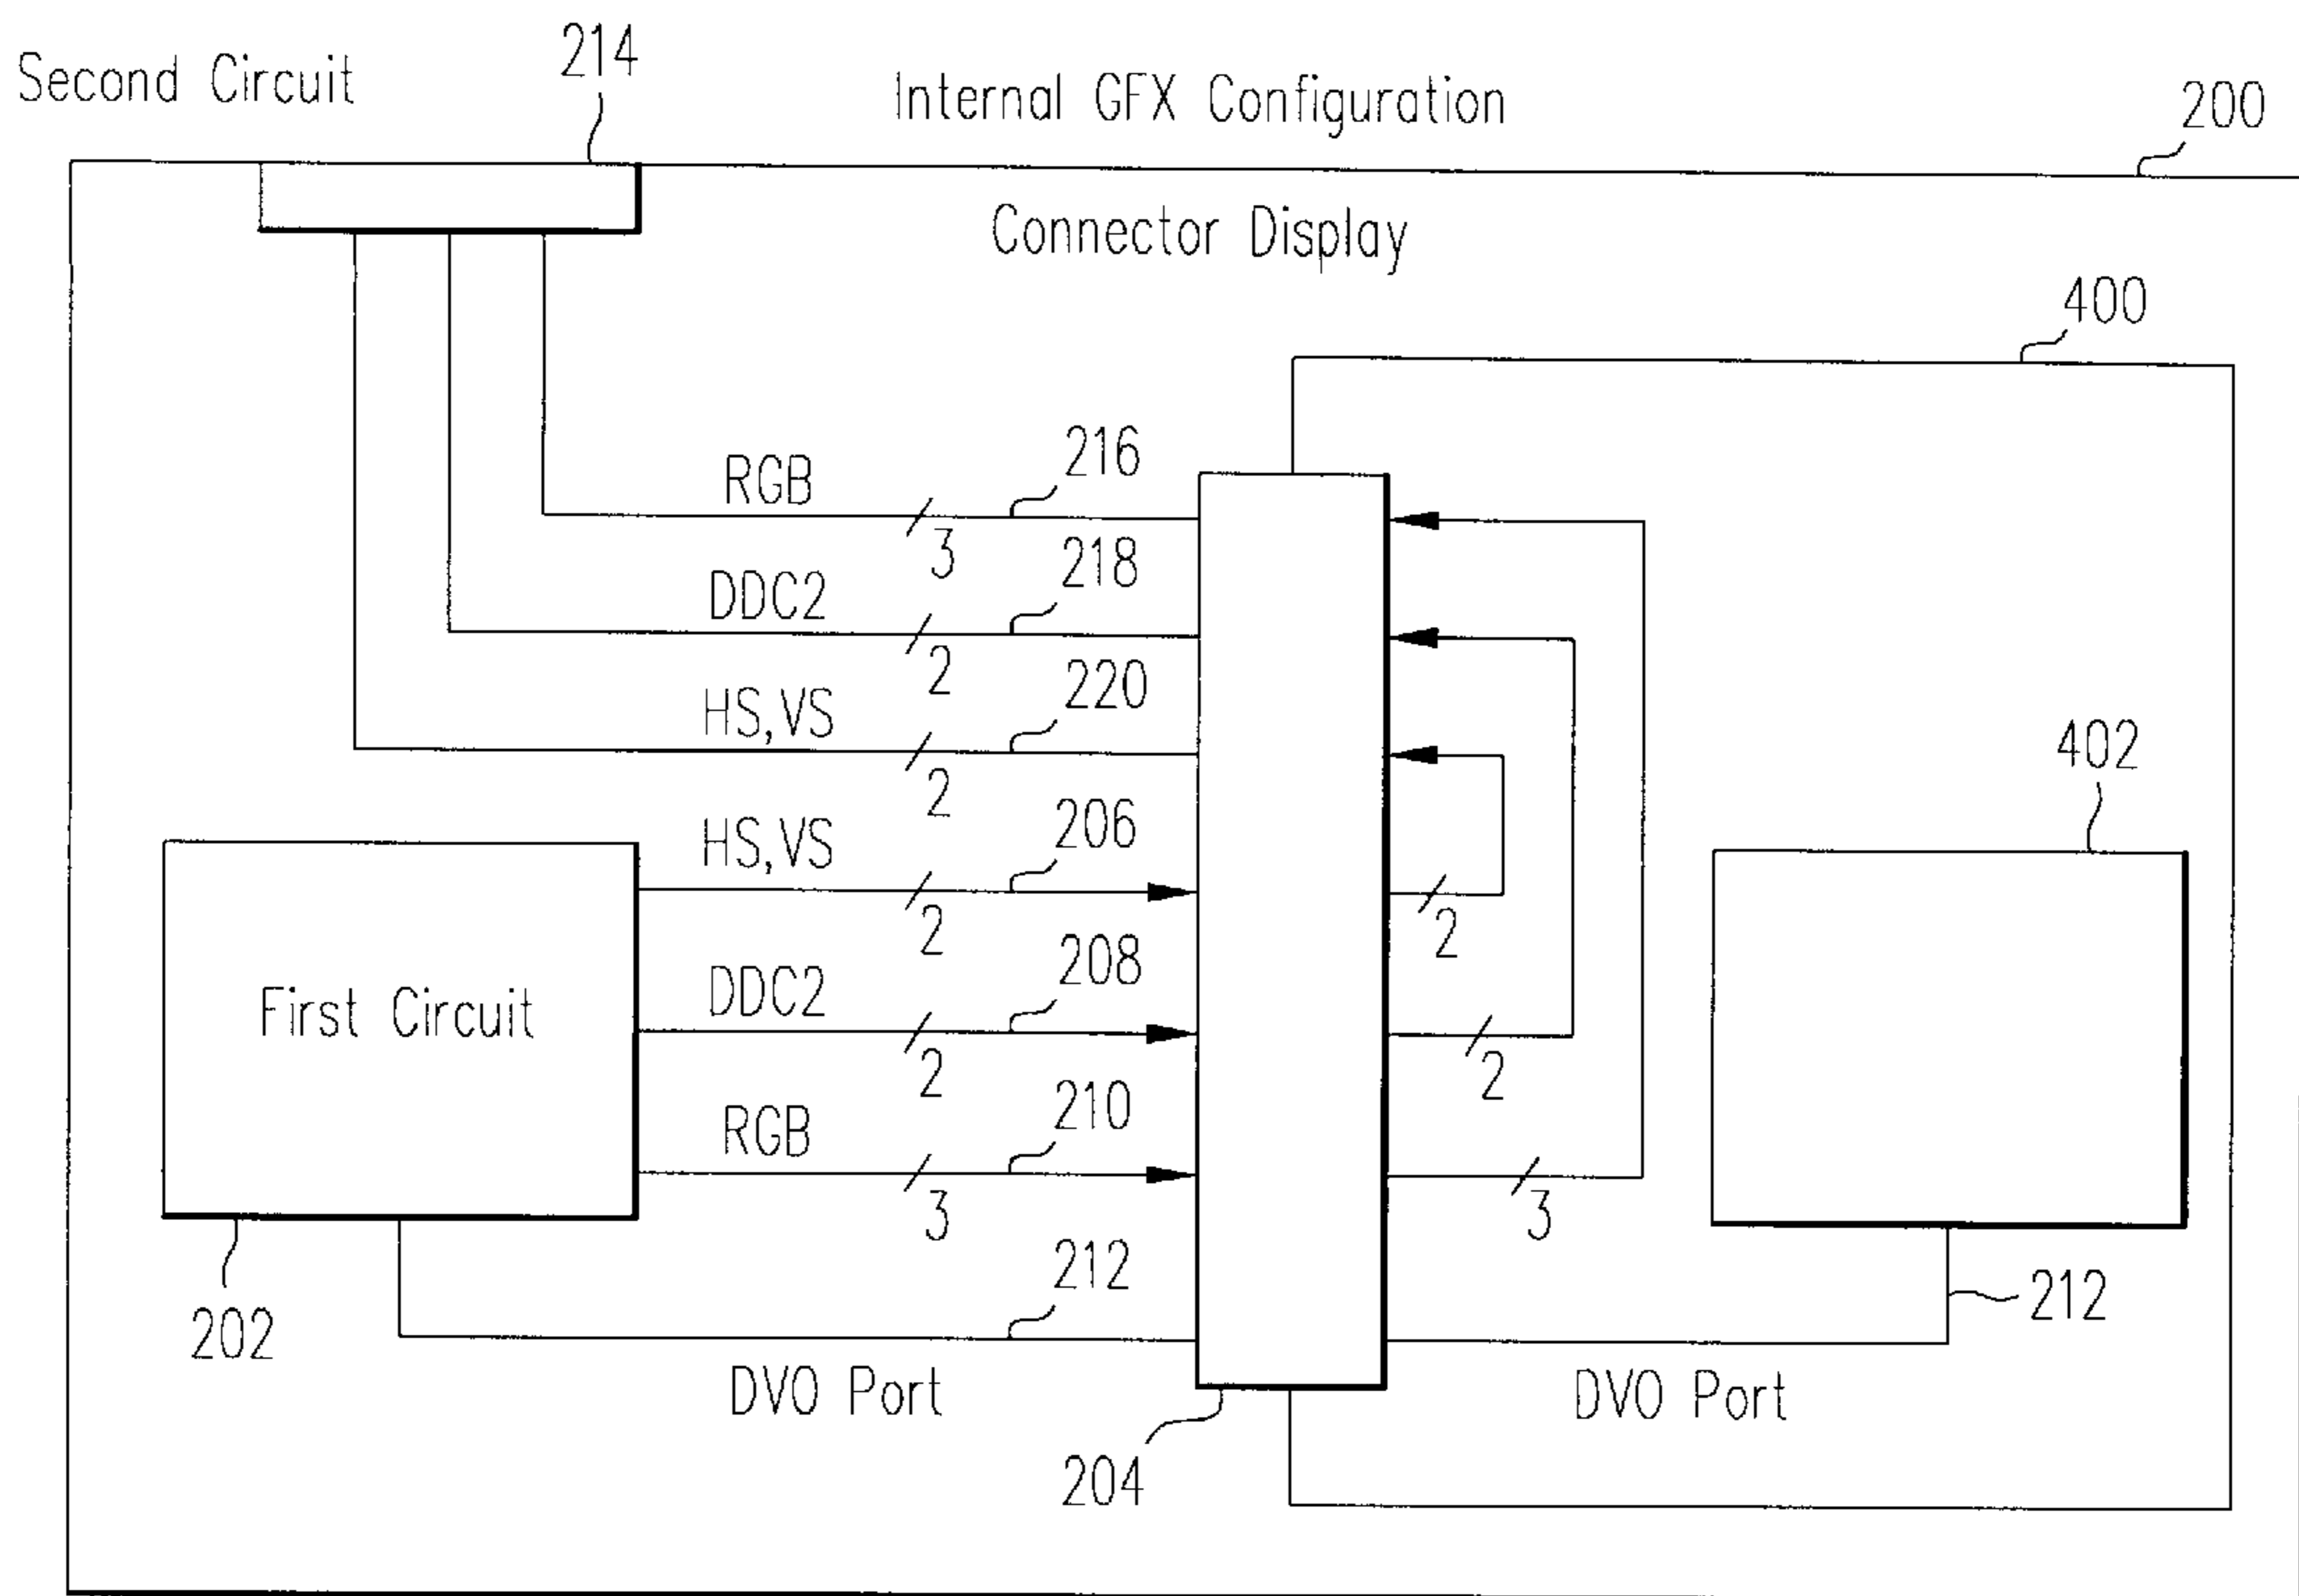 Second Circuit
214
Internal GFX Configuration
200
Connector Display
400
RGB
216
3
DDC2
218
2
HS,VS
220
2
402
HS,VS
206
2
2
First Circuit
DDC2
208
2
2
RGB
210
3
3
202
212
212
DVO Port
DVO Port
204